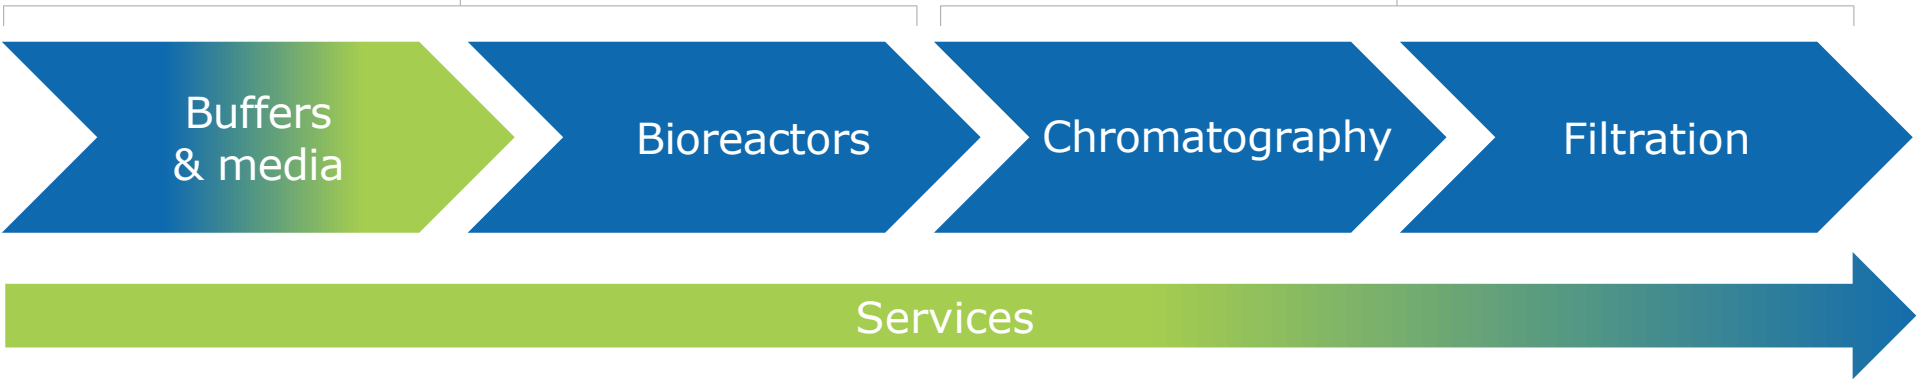 Buffers
& media
Bioreactors
Chromatography
Filtration
Services